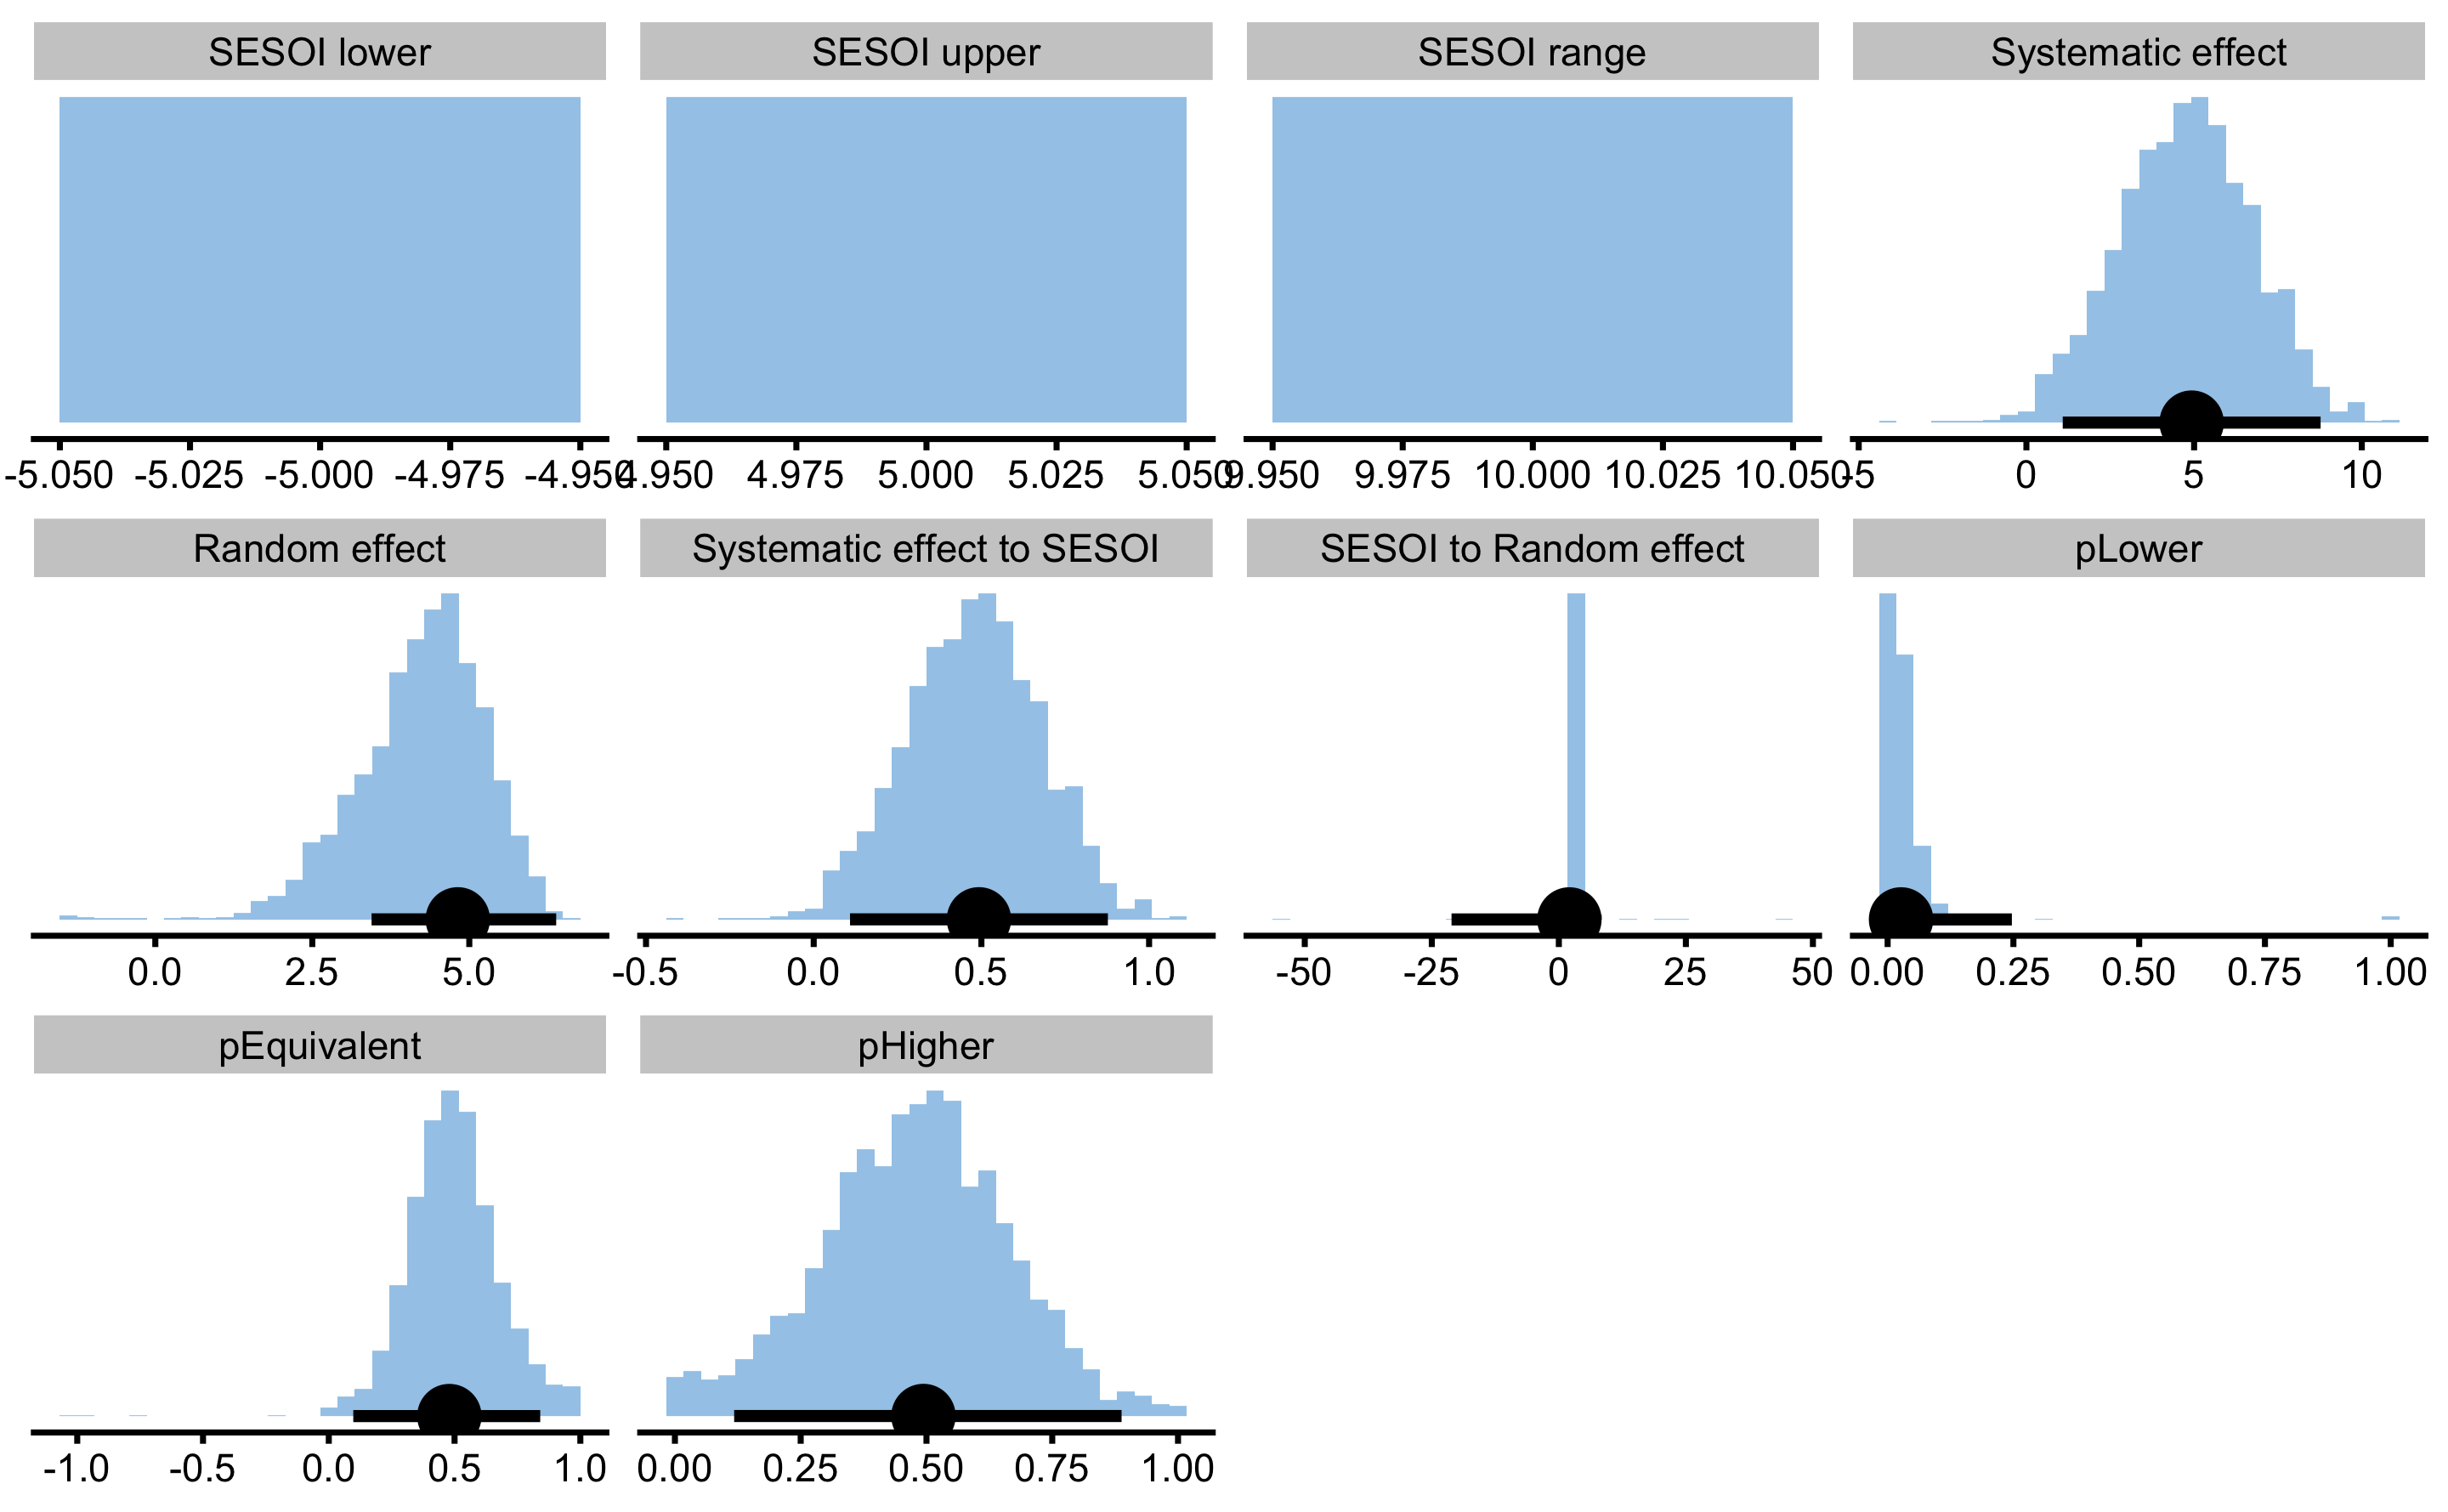 SESOI lower SESOI upper SESOI range Systematic effect
-5.050 -5.025 -5.000 -4.975 -4.950 4.950 4.975 5.000 5.025 5.050 9.950 9.975 10.000 10.025 10.050 -5 0 5 10
Random effect Systematic effect to SESOI SESOI to Random effect pLower
0.0 2.5 5.0 -0.5 0.0 0.5 1.0 -50 -25 0 25 50 0.00 0.25 0.50 0.75 1.00
pEquivalent pHigher
-1.0 -0.5 0.0 0.5 1.0 0.00 0.25 0.50 0.75 1.00